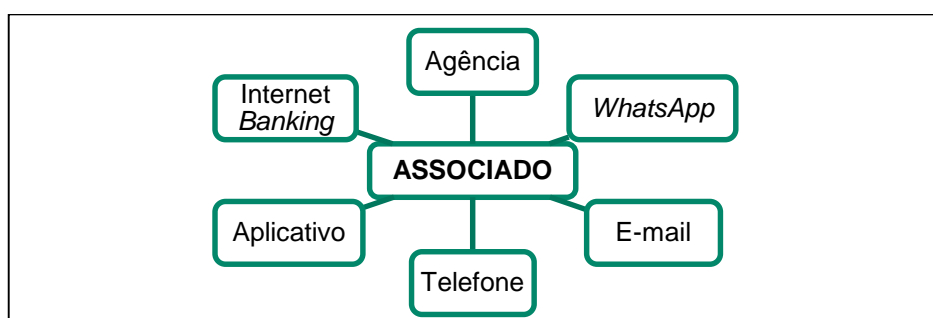 Agência
Internet
Banking
WhatsApp
ASSOCIADO
Aplicativo
E-mail
Telefone